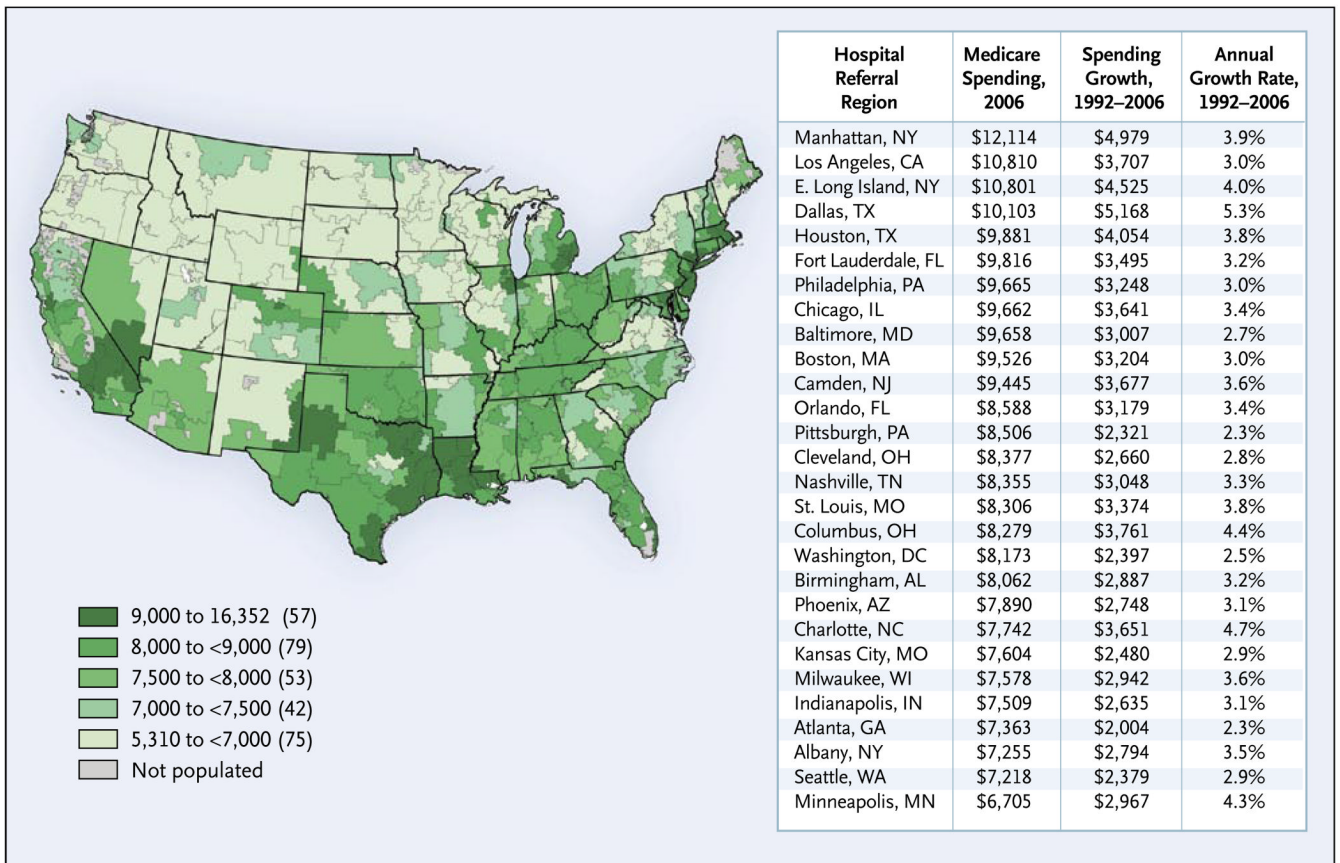 Hospital Referral Region Medicare Spending, 2006 Spending Growth, 1992–2006 Annual Growth Rate, 1992–2006
Manhattan, NY $12,114 $4,979 3.9%
Los Angeles, CA $10,810 $3,707 3.0%
E. Long Island, NY $10,801 $4,525 4.0%
Dallas, TX $10,103 $5,168 5.3%
Houston, TX $9,881 $4,054 3.8%
Fort Lauderdale, FL $9,816 $3,495 3.2%
Philadelphia, PA $9,665 $3,248 3.0%
Chicago, IL $9,662 $3,641 3.4%
Baltimore, MD $9,658 $3,007 2.7%
Boston, MA $9,526 $3,204 3.0%
Camden, NJ $9,445 $3,677 3.6%
Orlando, FL $8,588 $3,179 3.4%
Pittsburgh, PA $8,506 $2,321 2.3%
Cleveland, OH $8,377 $2,660 2.8%
Nashville, TN $8,355 $3,048 3.3%
St. Louis, MO $8,306 $3,374 3.8%
Columbus, OH $8,279 $3,761 4.4%
Washington, DC $8,173 $2,397 2.5%
Birmingham, AL $8,062 $2,887 3.2%
Phoenix, AZ $7,890 $2,748 3.1%
Charlotte, NC $7,742 $3,651 4.7%
Kansas City, MO $7,604 $2,480 2.9%
Milwaukee, WI $7,578 $2,942 3.6%
Indianapolis, IN $7,509 $2,635 3.1%
Atlanta, GA $7,363 $2,004 2.3%
Albany, NY $7,255 $2,794 3.5%
Seattle, WA $7,218 $2,379 2.9%
Minneapolis, MN $6,705 $2,967 4.3%
9,000 to 16,352 (57)
8,000 to <9,000 (79)
7,500 to <8,000 (53)
7,000 to <7,500 (42)
5,310 to <7,000 (75)
Not populated